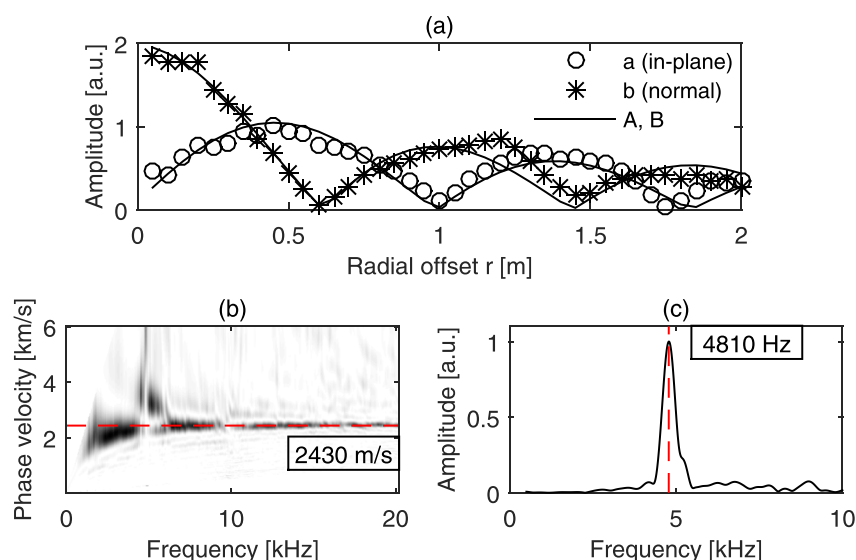 (a)
Amplitude [a.u.]
2
1
0
a (in-plane)
b (normal)
A, B
0 0.5 1 1.5 2
Radial offset r [m]
(b)
Phase velocity [km/s]
6
4
2
2430 m/s
0 10 20
Frequency [kHz]
(c)
Amplitude [a.u.]
1
0.5
0
4810 Hz
0 5 10
Frequency [kHz]